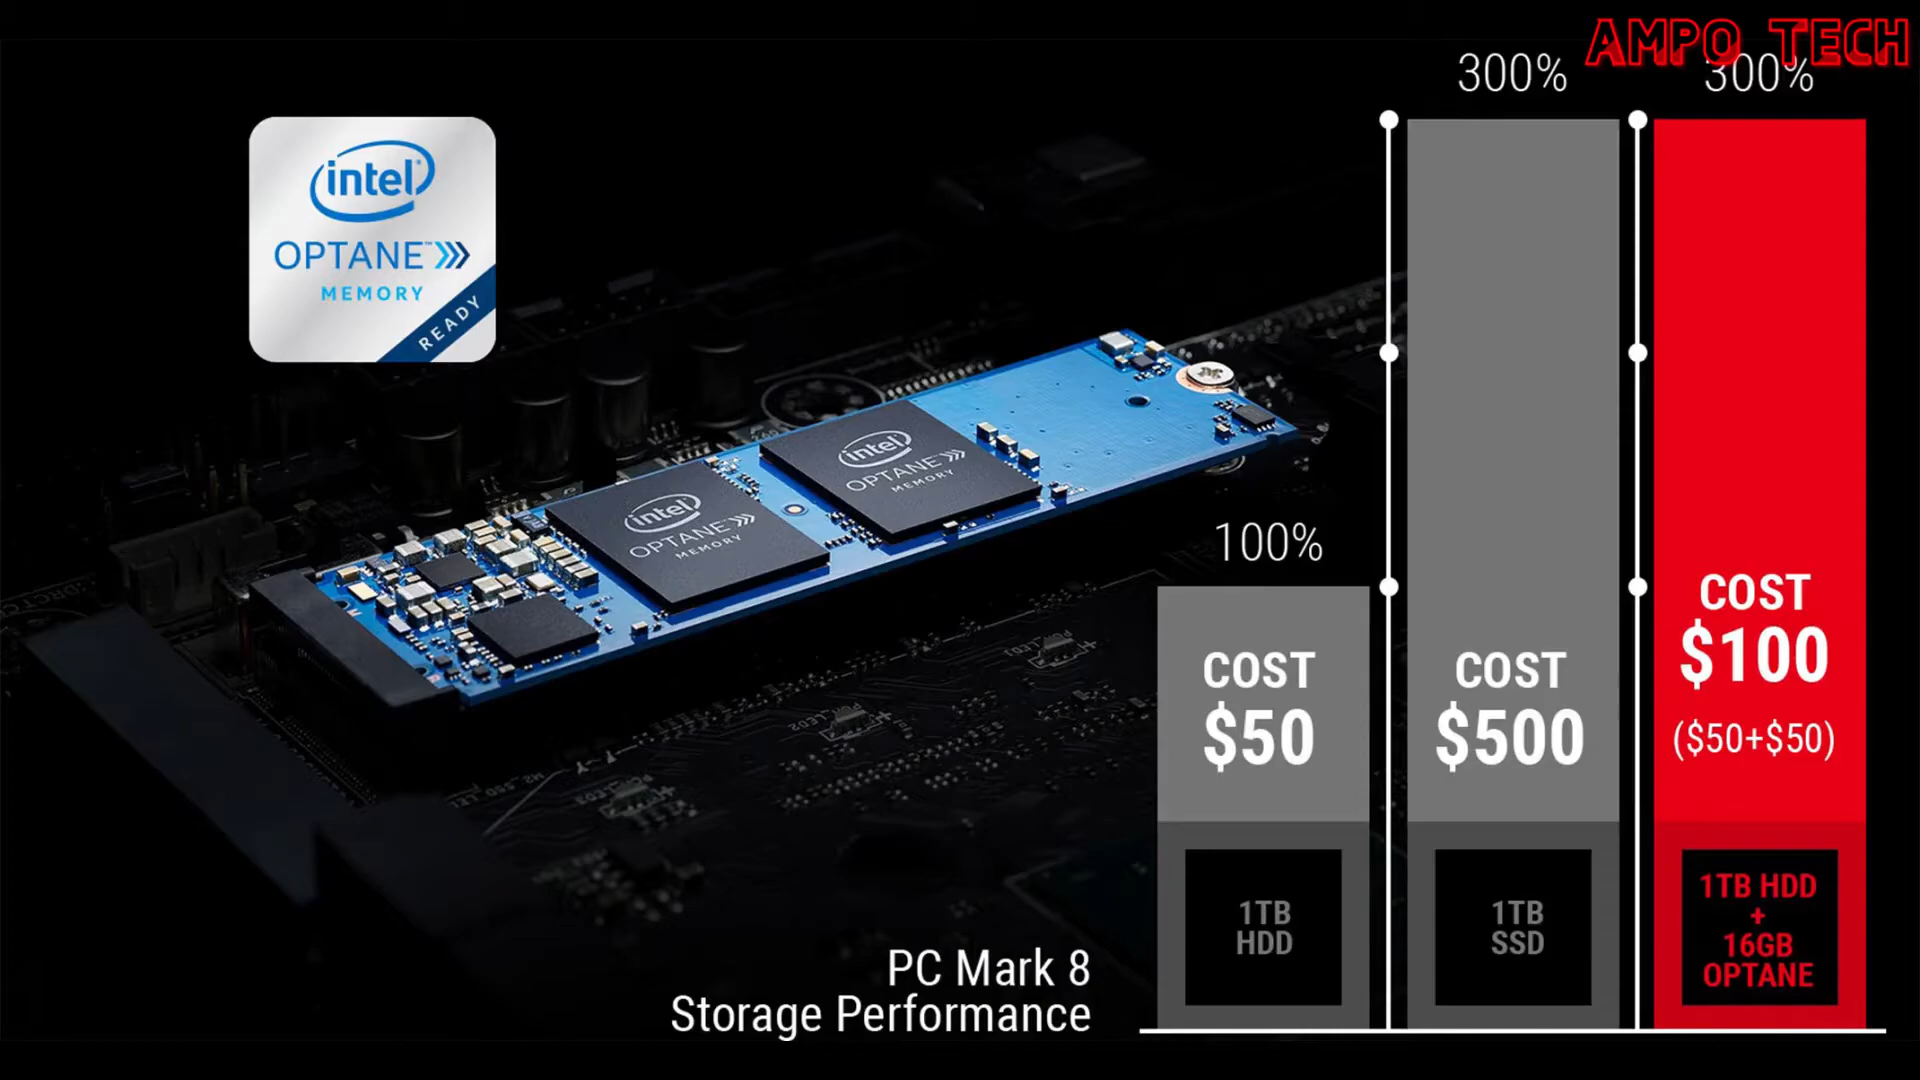 AMPO TECH
300%
300%
intel
OPTANE™
MEMORY
READY
intel
OPTANE
MEMORY
intel
OPTANE
MEMORY
100%
COST
$50
COST
$500
COST
$100
($50+$50)
1TB
HDD
1TB
SSD
1TB HDD
+
16GB
OPTANE
PC Mark 8
Storage Performance